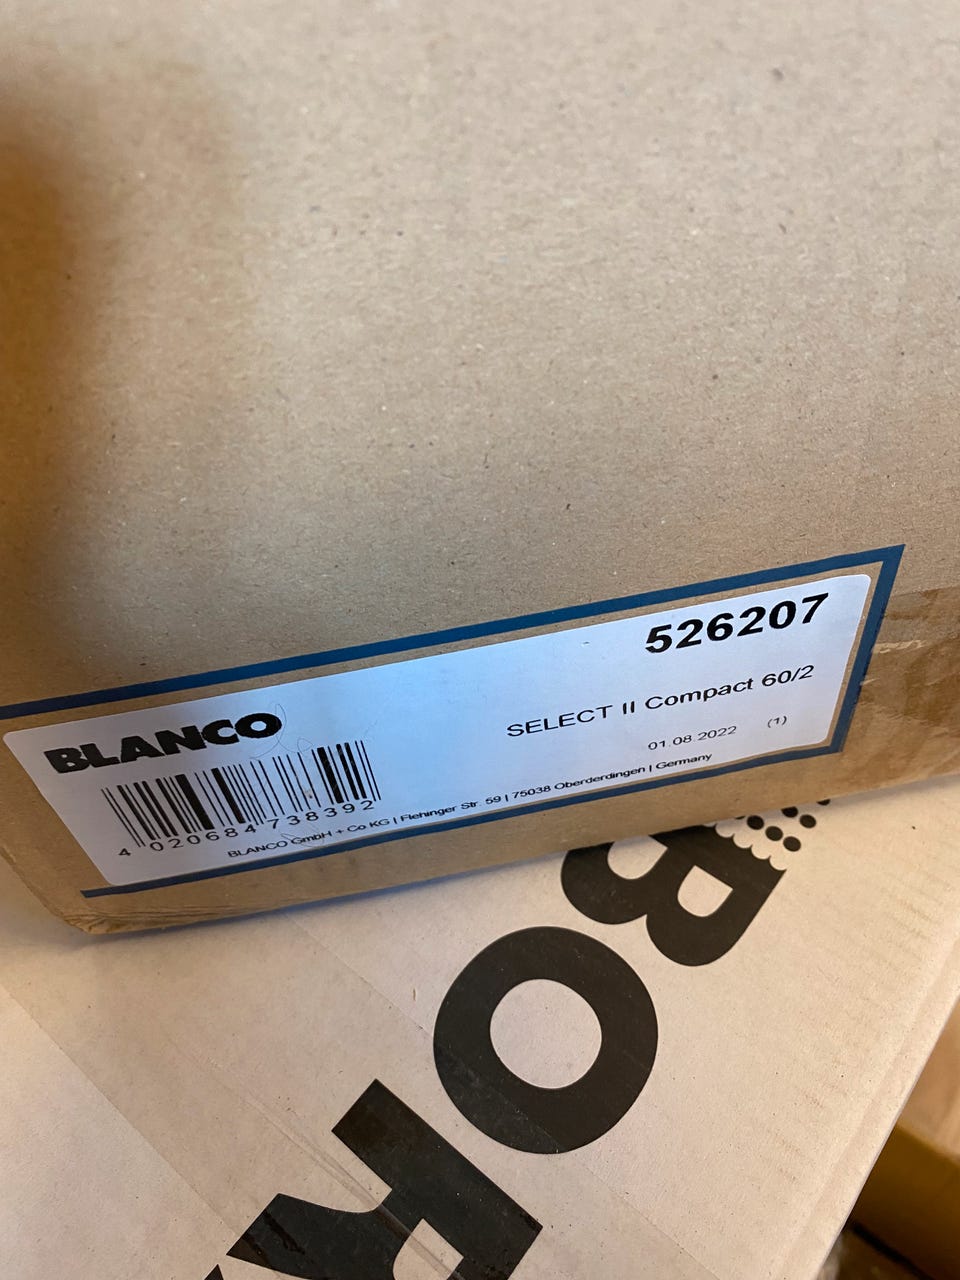 526207
BLANCO
SELECT II Compact 60/2
01.08.2022 (1)
4 020684 738392
BLANCO GmbH + Co KG | Flehinger Str. 59 | 75038 Oberderdingen | Germany
BO